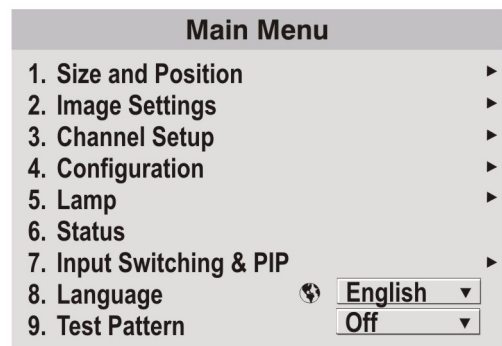 Main Menu
1. Size and Position
2. Image Settings
3. Channel Setup
4. Configuration
5. Lamp
6. Status
7. Input Switching & PIP
8. Language English
9. Test Pattern Off